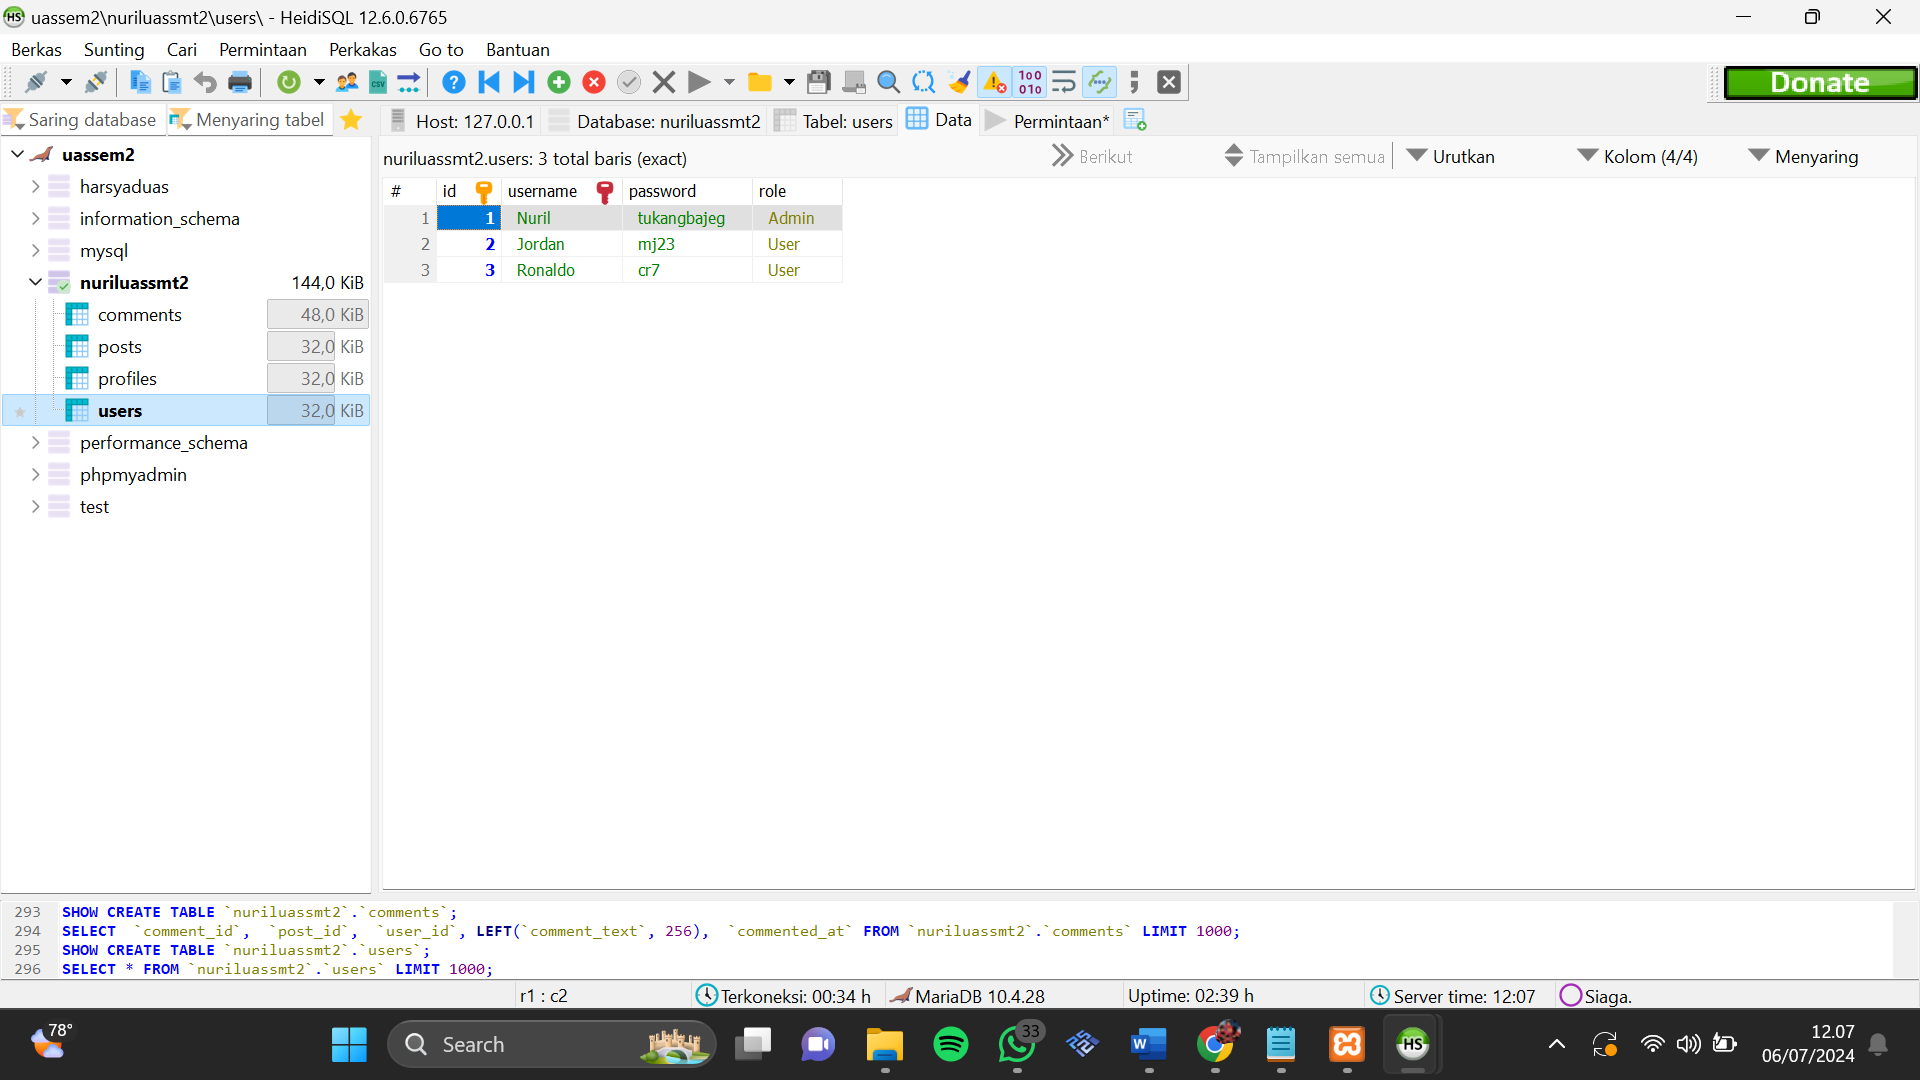 uassem2\nuriluassmt2\users\ - HeidiSQL 12.6.0.6765
Berkas Sunting Cari Permintaan Perkakas Go to Bantuan
Donate
Saring database Menyaring tabel Host: 127.0.0.1 Database: nuriluassmt2 Tabel: users Data Permintaan*
uassem2
harsyaduas
information_schema
mysql
nuriluassmt2 144,0 KiB
comments 48,0 KiB
posts 32,0 KiB
profiles 32,0 KiB
users 32,0 KiB
performance_schema
phpmyadmin
test
nuriluassmt2.users: 3 total baris (exact) Berikut Tampilkan semua Urutkan Kolom (4/4) Menyaring
# id username password role
1 1 Nuril tukangbajeg Admin
2 2 Jordan mj23 User
3 3 Ronaldo cr7 User
293 SHOW CREATE TABLE `nuriluassmt2`.`comments`;
294 SELECT `comment_id`, `post_id`, `user_id`, LEFT(`comment_text`, 256), `commented_at` FROM `nuriluassmt2`.`comments` LIMIT 1000;
295 SHOW CREATE TABLE `nuriluassmt2`.`users`;
296 SELECT * FROM `nuriluassmt2`.`users` LIMIT 1000;
r1 : c2 Terkoneksi: 00:34 h MariaDB 10.4.28 Uptime: 02:39 h Server time: 12:07 Siaga.
78° Search 33 HS 12.07
06/07/2024